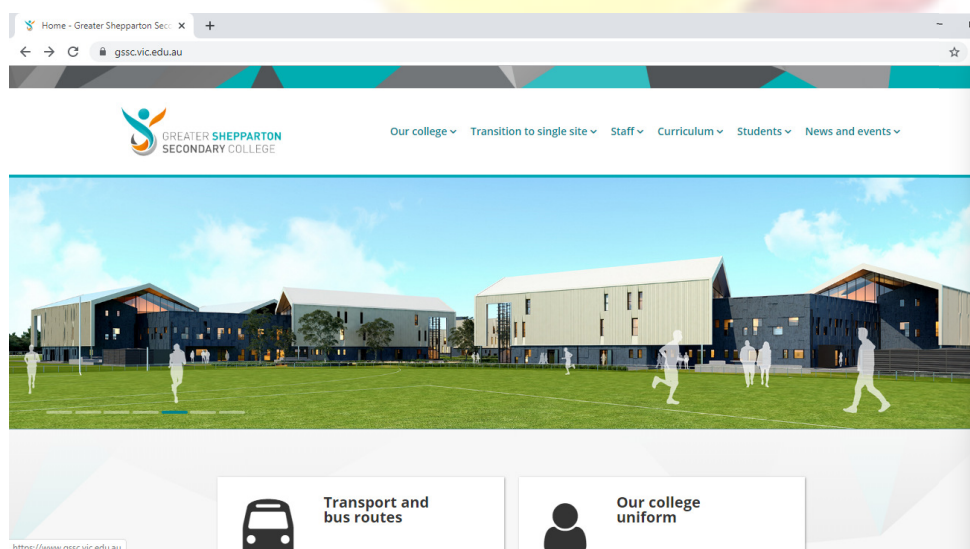 Home - Greater Shepparton Seco
gssc.vic.edu.au
GREATER SHEPPARTON
SECONDARY COLLEGE
Our college Transition to single site Staff Curriculum Students News and events
Transport and
bus routes
Our college
uniform
https://www.gssc.vic.edu.au